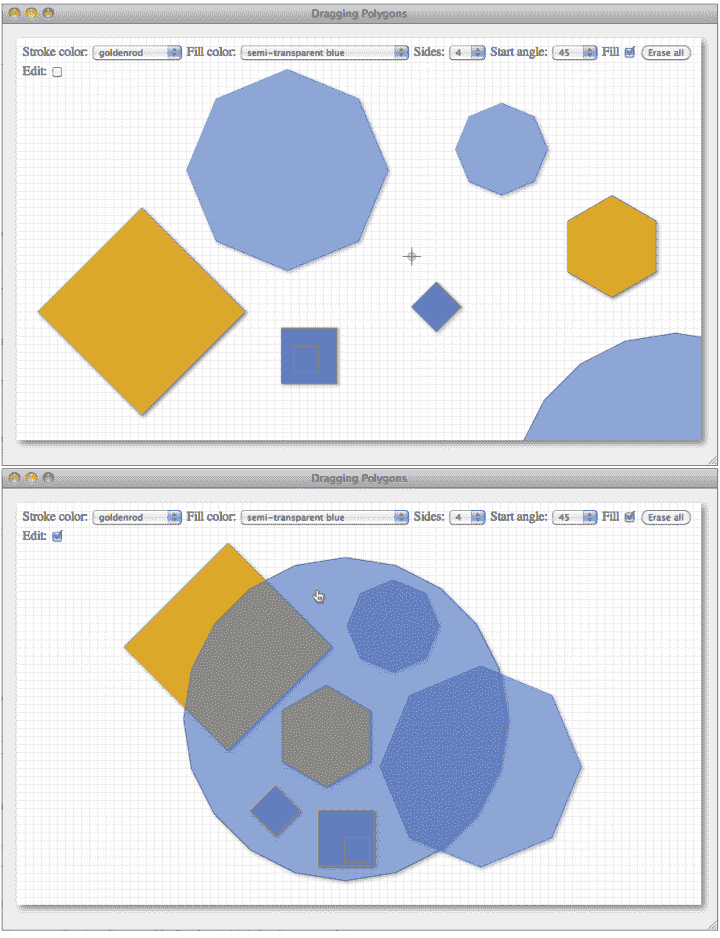 Dragging Polygons
Stroke color: goldenrod Fill color: semi-transparent blue Sides: 4 Start angle: 45 Fill Erase all
Edit:
Dragging Polygons
Stroke color: goldenrod Fill color: semi-transparent blue Sides: 4 Start angle: 45 Fill Erase all
Edit: